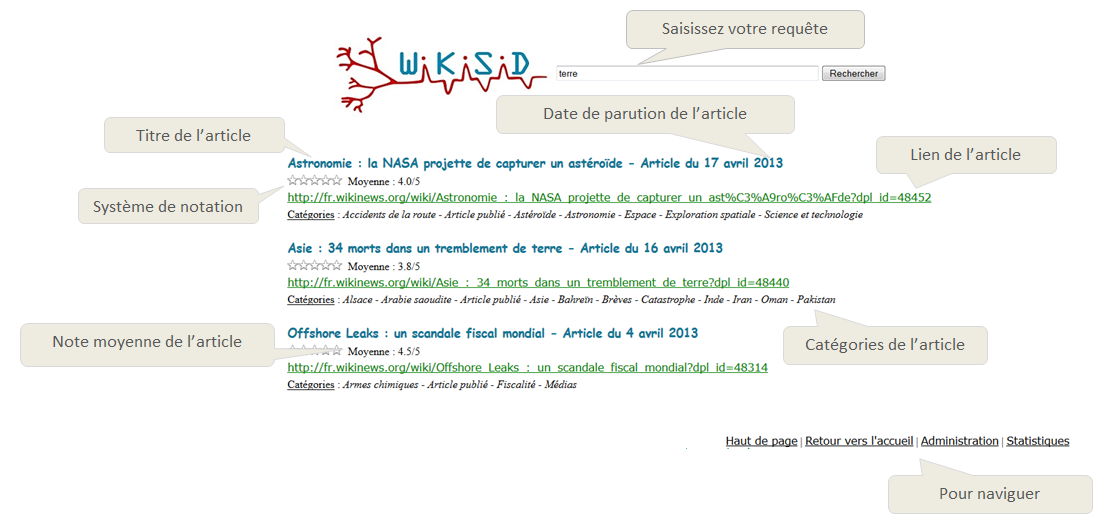 Saisissez votre requête
WiKiSiD
terre
Rechercher
Date de parution de l’article
Titre de l’article
Lien de l’article
Astronomie : la NASA projette de capturer un astéroïde - Article du 17 avril 2013
Moyenne : 4.0/5
Système de notation
http://fr.wikinews.org/wiki/Astronomie_:_la_NASA_projette_de_capturer_un_ast%C3%A9ro%C3%AFde?dpl_id=48452
Catégories : Accidents de la route - Article publié - Astéroïde - Astronomie - Espace - Exploration spatiale - Science et technologie
Asie : 34 morts dans un tremblement de terre - Article du 16 avril 2013
Moyenne : 3.8/5
http://fr.wikinews.org/wiki/Asie_:_34_morts_dans_un_tremblement_de_terre?dpl_id=48440
Catégories : Alsace - Arabie saoudite - Article publié - Asie - Bahreïn - Brèves - Catastrophe - Inde - Iran - Oman - Pakistan
Offshore Leaks : un scandale fiscal mondial - Article du 4 avril 2013
Note moyenne de l’article
Catégories de l’article
Moyenne : 4.5/5
http://fr.wikinews.org/wiki/Offshore_Leaks_:_un_scandale_fiscal_mondial?dpl_id=48314
Catégories : Armes chimiques - Article publié - Fiscalité - Médias
Haut de page | Retour vers l'accueil | Administration | Statistiques
Pour naviguer